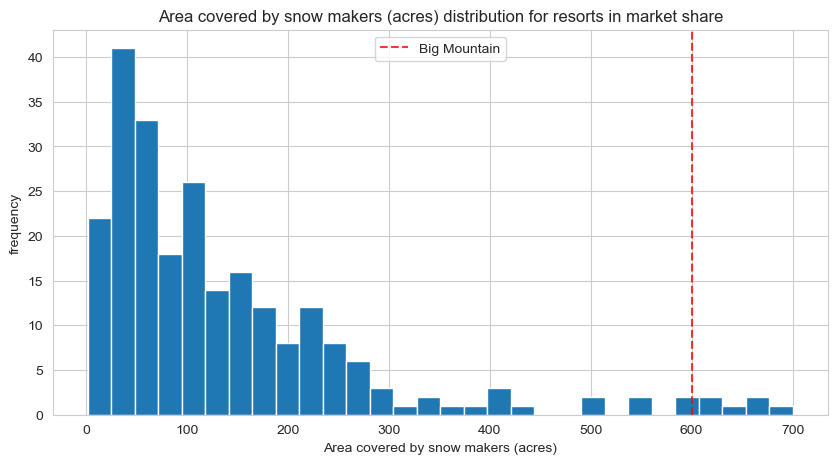 Area covered by snow makers (acres) distribution for resorts in market share
Big Mountain
frequency
40
35
30
25
20
15
10
5
0
0 100 200 300 400 500 600 700
Area covered by snow makers (acres)